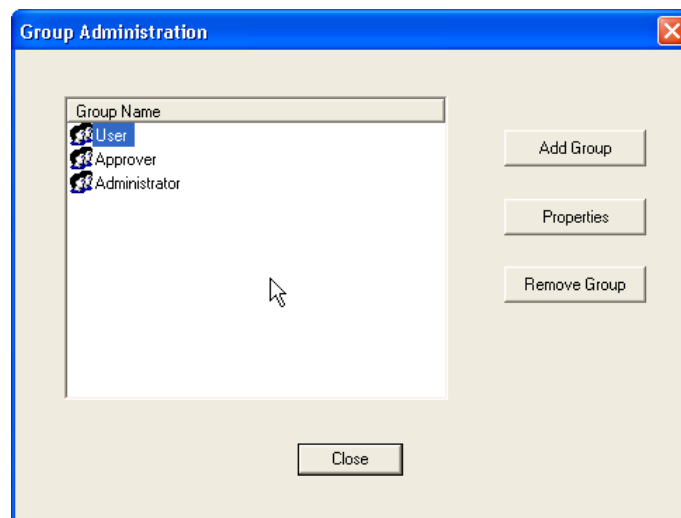 Group Administration
Group Name
User
Approver
Administrator
Add Group
Properties
Remove Group
Close